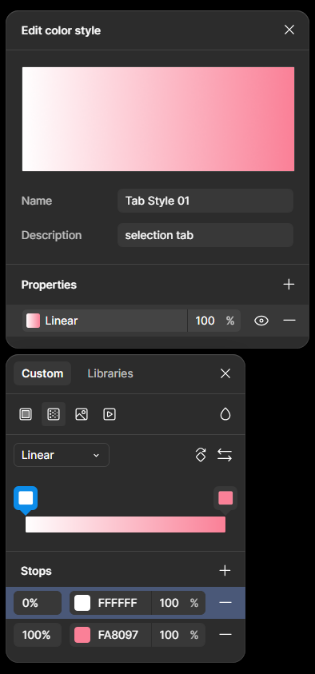 Edit color style
Name Tab Style 01
Description selection tab
Properties
Linear 100 %
Custom Libraries
Linear
Stops
0% FFFFFF 100 %
100% FA8097 100 %